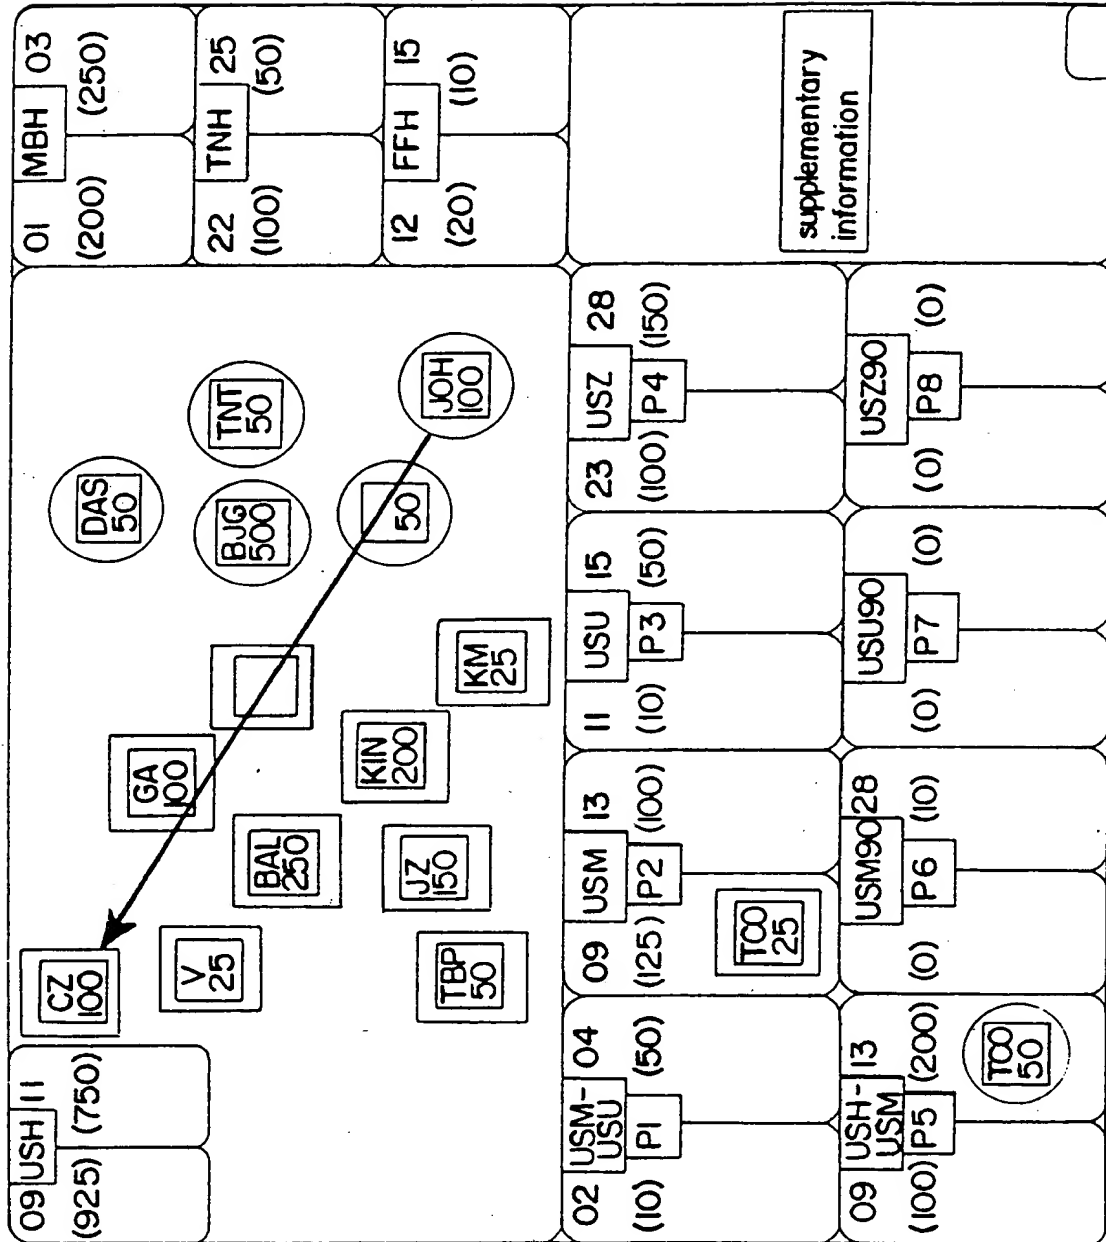 09 USH 11
(925) (750)
CZ
100
V
25
TBP
50
GA
100
BAL
250
JZ
150
KIN
200
KM
25
DAS
50
BJG
500
50
TNT
50
JOH
100
01 MBH 03
(200) (250)
22 TNH 25
(100) (50)
12 FFH 15
(20) (10)
02 USM-USU 04
(10) P1 (50)
09 USM 13
(125) P2 (100)
TCO
25
11 USU 15
(10) P3 (50)
23 USZ 28
(100) P4 (150)
09 USH-USM 13
(100) P5 (200)
TCO
50
USM90 28
(0) P6 (10)
USU90
(0) P7 (0)
USZ90
(0) P8 (0)
supplementary
information